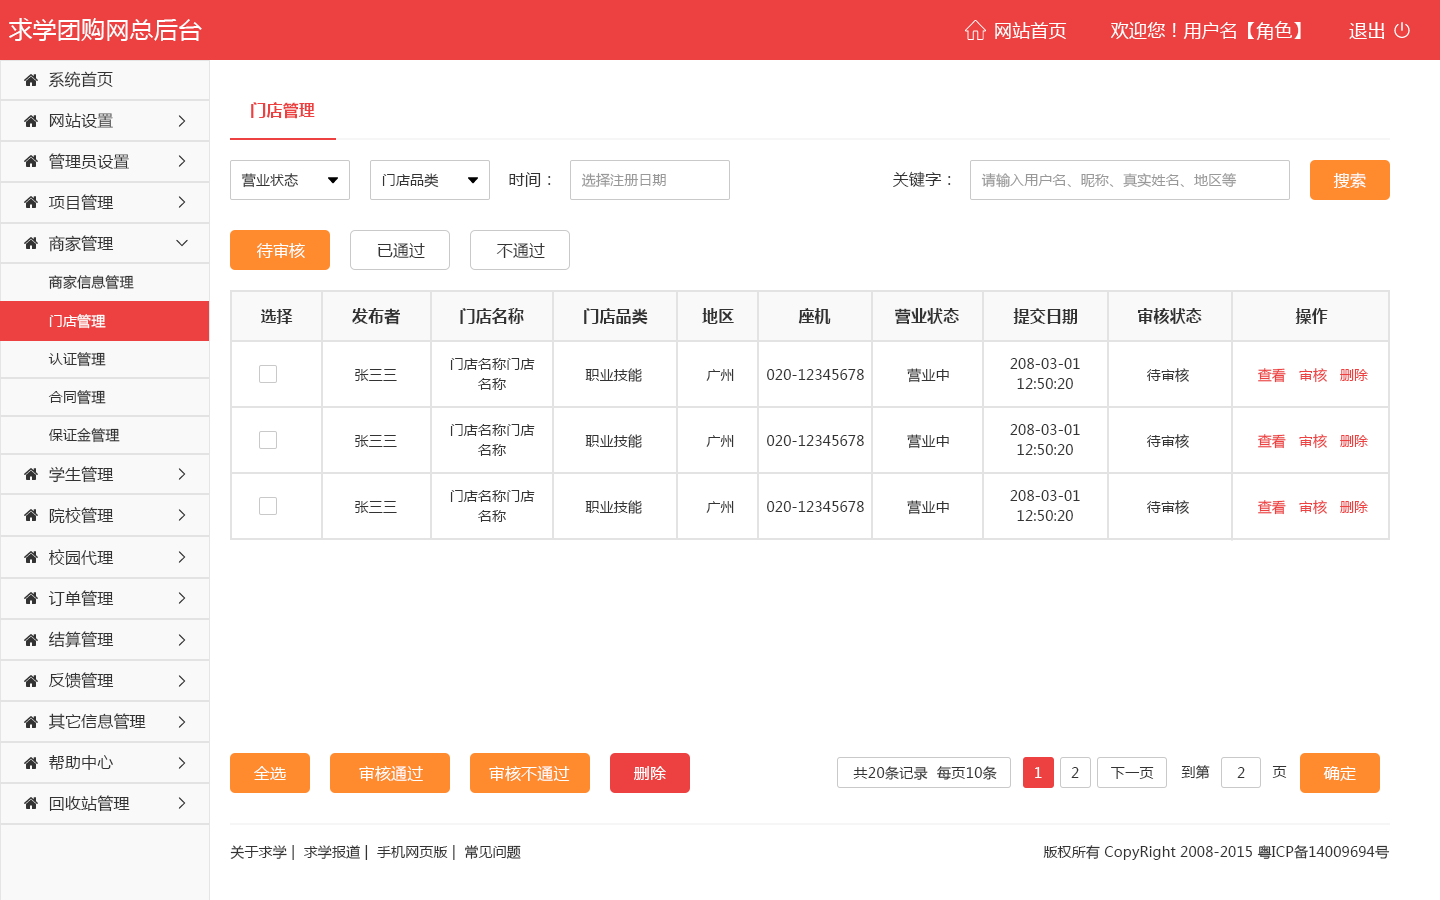 求学团购网总后台
网站首页
欢迎您！用户名【角色】
退出
系统首页
网站设置
管理员设置
项目管理
商家管理
商家信息管理
门店管理
认证管理
合同管理
保证金管理
学生管理
院校管理
校园代理
订单管理
结算管理
反馈管理
其它信息管理
帮助中心
回收站管理
门店管理
营业状态 门店品类 时间： 选择注册日期 关键字： 请输入用户名、昵称、真实姓名、地区等 搜索
待审核 已通过 不通过
选择 发布者 门店名称 门店品类 地区 座机 营业状态 提交日期 审核状态 操作
张三三 门店名称门店名称 职业技能 广州 020-12345678 营业中 208-03-01 12:50:20 待审核 查看 审核 删除
张三三 门店名称门店名称 职业技能 广州 020-12345678 营业中 208-03-01 12:50:20 待审核 查看 审核 删除
张三三 门店名称门店名称 职业技能 广州 020-12345678 营业中 208-03-01 12:50:20 待审核 查看 审核 删除
全选 审核通过 审核不通过 删除 共20条记录 每页10条 1 2 下一页 到第 2 页 确定
关于求学 | 求学报道 | 手机网页版 | 常见问题
版权所有 CopyRight 2008-2015 粤ICP备14009694号